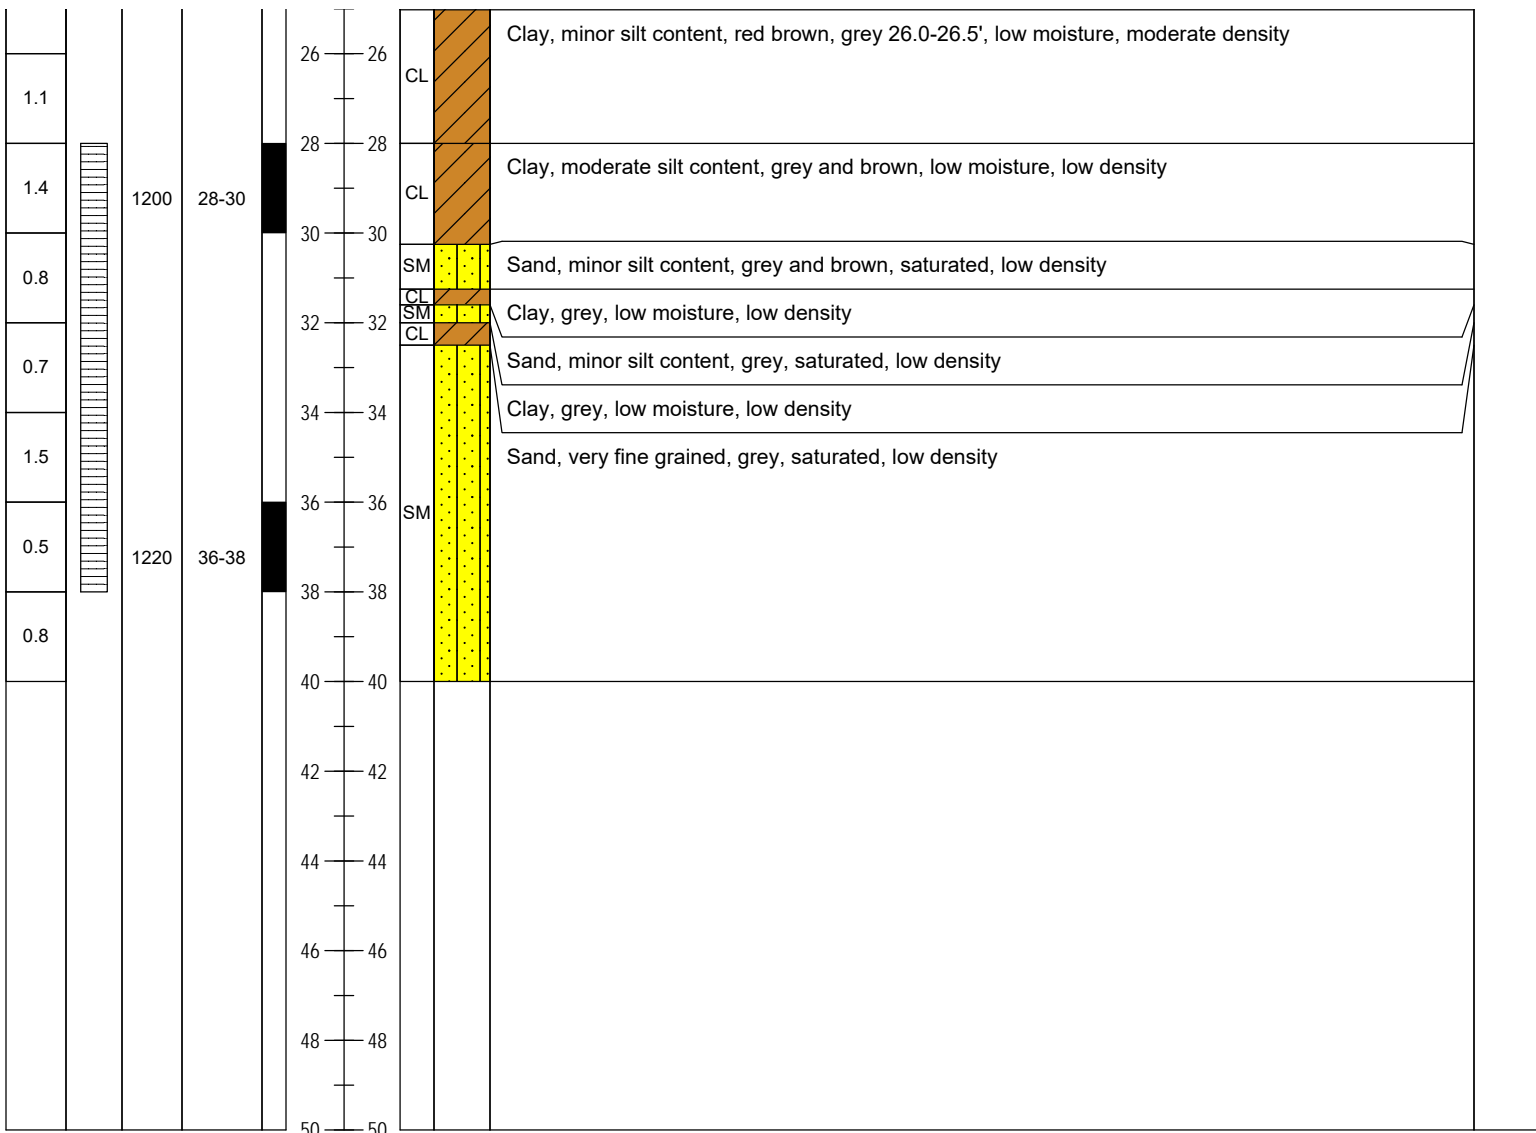 Clay, minor silt content, red brown, grey 26.0-26.5', low moisture, moderate density
26 26
CL
1.1
28 28
Clay, moderate silt content, grey and brown, low moisture, low density
1.4 1200 28-30 CL
30 30
SM Sand, minor silt content, grey and brown, saturated, low density
0.8
CL
SM Clay, grey, low moisture, low density
32 32
CL
Sand, minor silt content, grey, saturated, low density
0.7
34 34
Clay, grey, low moisture, low density
1.5 Sand, very fine grained, grey, saturated, low density
36 36
SM
0.5 1220 36-38
38 38
0.8
40 40
42 42
44 44
46 46
48 48
50 50